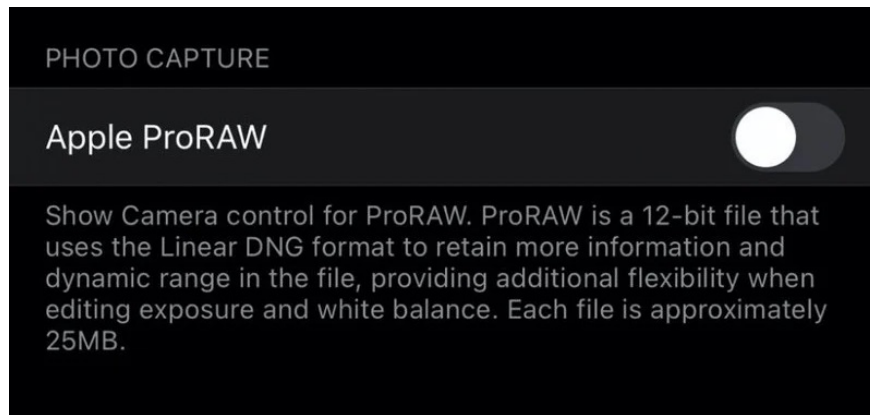 PHOTO CAPTURE
Apple ProRAW
Show Camera control for ProRAW. ProRAW is a 12-bit file that
uses the Linear DNG format to retain more information and
dynamic range in the file, providing additional flexibility when
editing exposure and white balance. Each file is approximately
25MB.